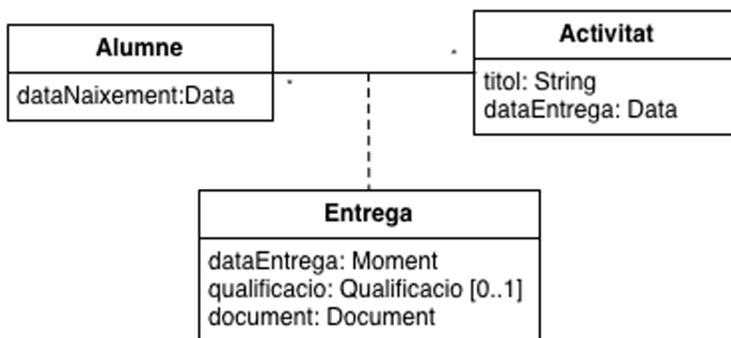 Alumne
dataNaixement:Data
*
*
Activitat
titol: String
dataEntrega: Data
Entrega
dataEntrega: Moment
qualificacio: Qualificacio [0..1]
document: Document